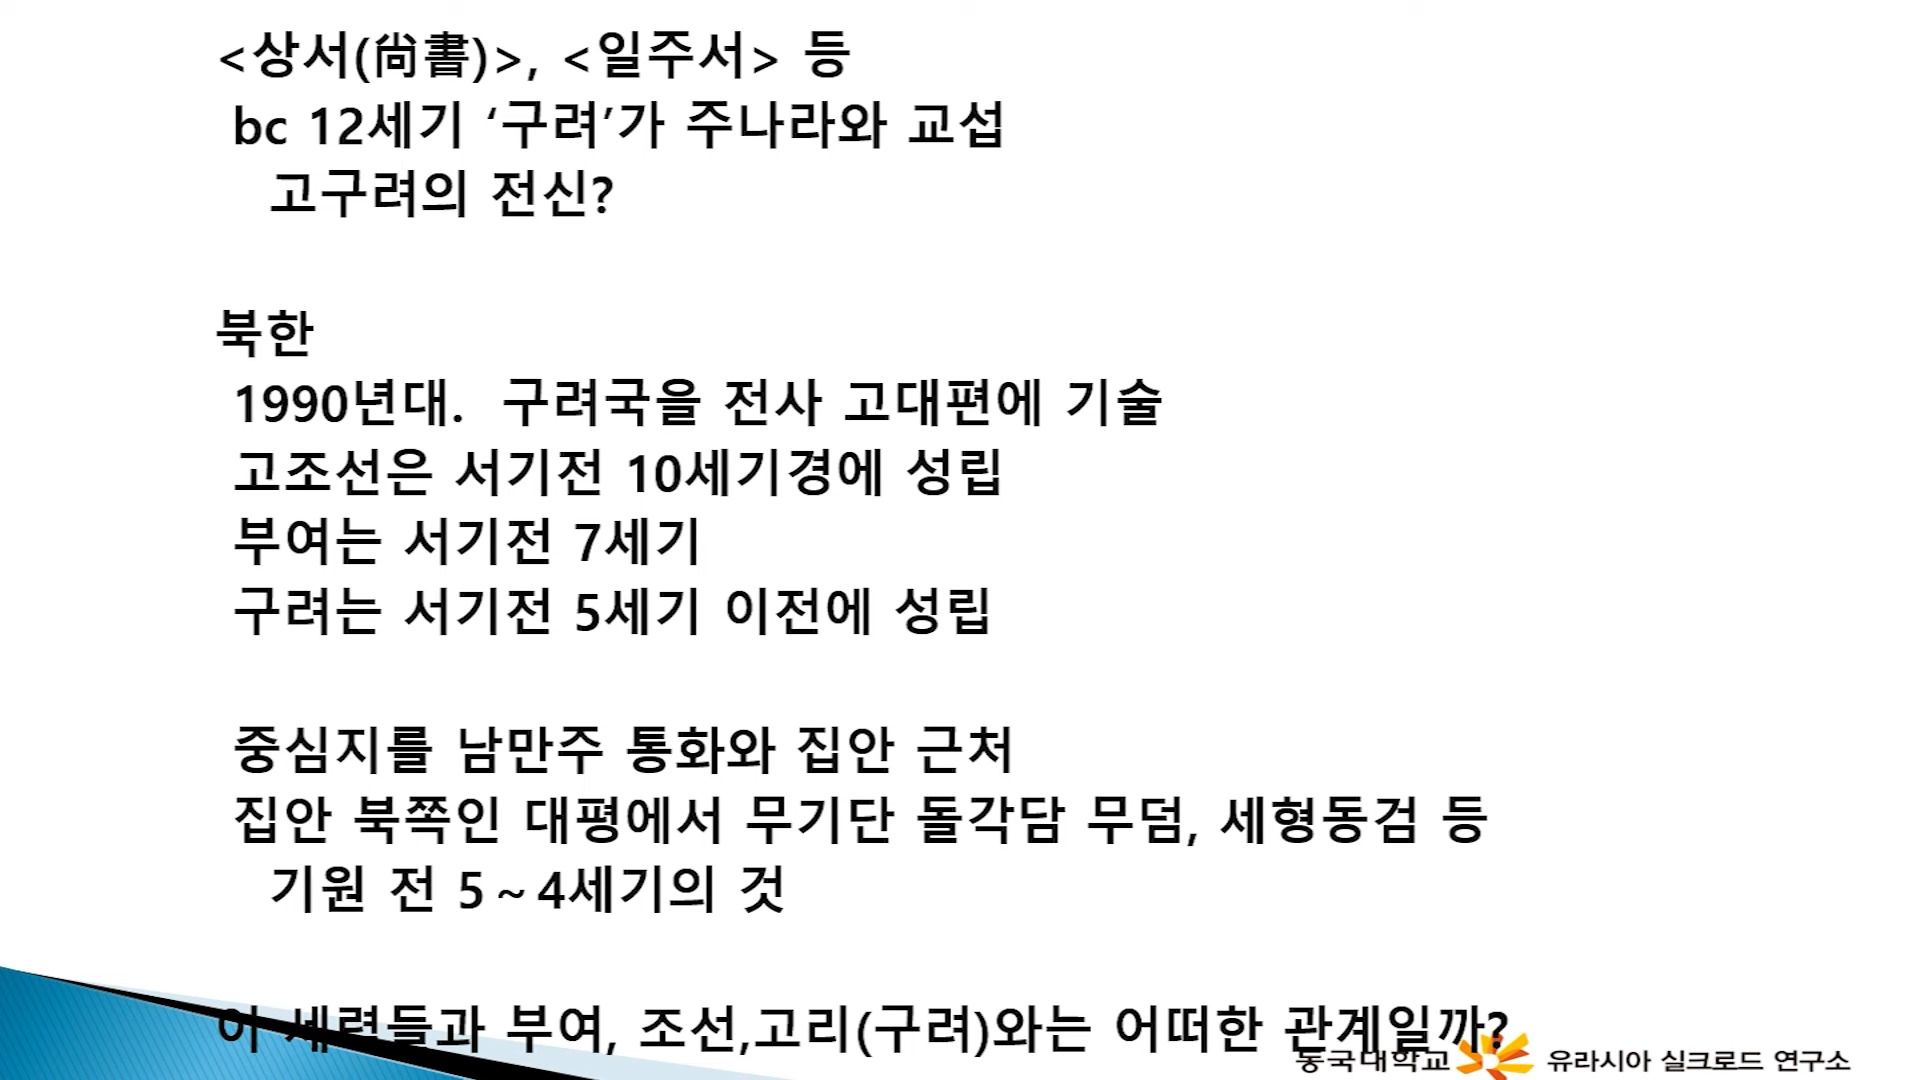 <상서(尙書)>, <일주서> 등
bc 12세기 ‘구려’가 주나라와 교섭
고구려의 전신?
북한
1990년대. 구려국을 전사 고대편에 기술
고조선은 서기전 10세기경에 성립
부여는 서기전 7세기
구려는 서기전 5세기 이전에 성립
중심지를 남만주 통화와 집안 근처
집안 북쪽인 대평에서 무기단 돌각담 무덤, 세형동검 등
기원 전 5~4세기의 것
이 세력들과 부여, 조선,고리(구려)와는 어떠한 관계일까?
동국대학교 유라시아 실크로드 연구소